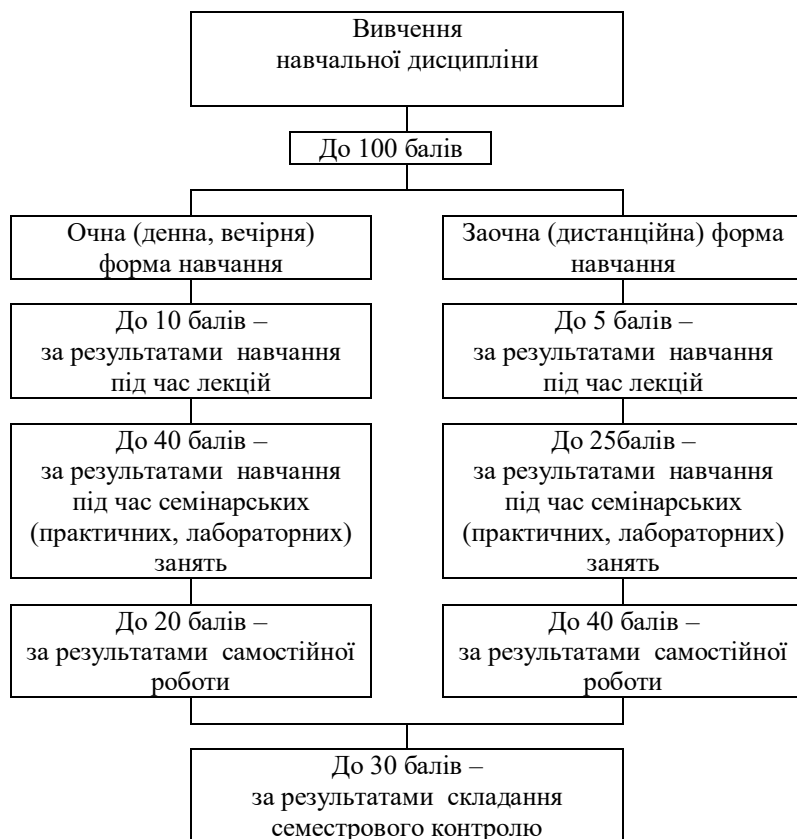 Вивчення
навчальної дисципліни
До 100 балів
Очна (денна, вечірня)
форма навчання
Заочна (дистанційна) форма
навчання
До 10 балів –
за результатами навчання
під час лекцій
До 5 балів –
за результатами навчання
під час лекцій
До 40 балів –
за результатами навчання
під час семінарських
(практичних, лабораторних)
занять
До 25балів –
за результатами навчання
під час семінарських
(практичних, лабораторних)
занять
До 20 балів –
за результатами самостійної
роботи
До 40 балів –
за результатами самостійної
роботи
До 30 балів –
за результатами складання
семестрового контролю